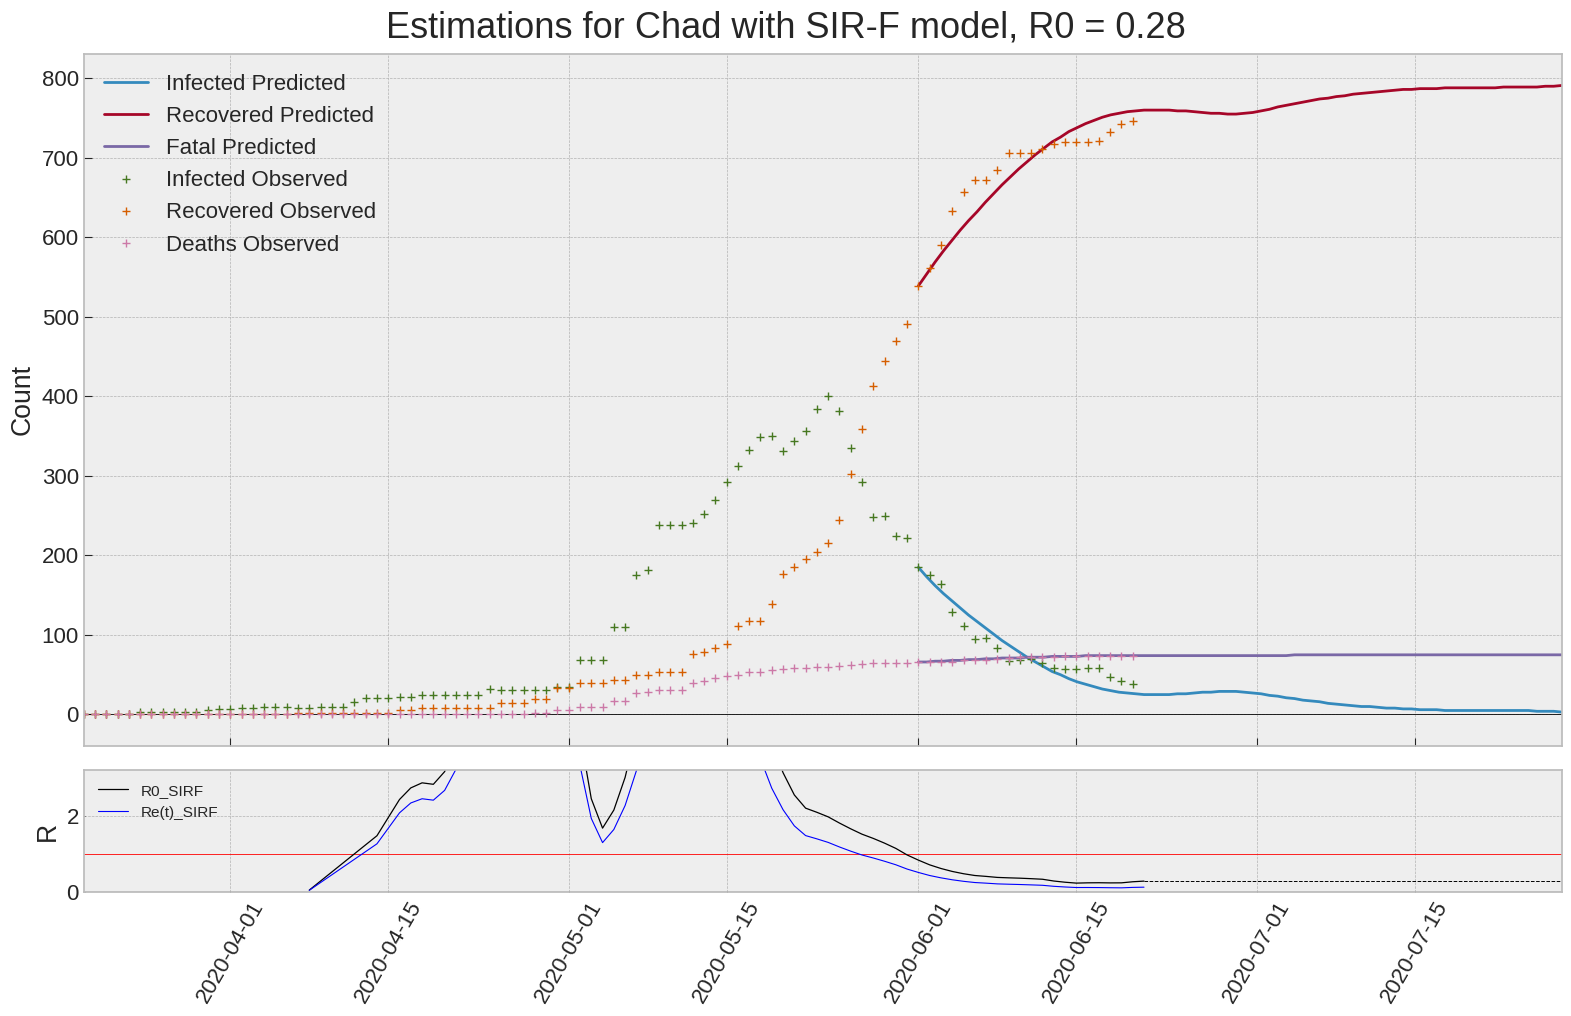 Estimations for Chad with SIR-F model, R0 = 0.28
Count
800
700
600
500
400
300
200
100
0
Infected Predicted
Recovered Predicted
Fatal Predicted
Infected Observed
Recovered Observed
Deaths Observed
R
2
0
R0_SIRF
Re(t)_SIRF
2020-04-01
2020-04-15
2020-05-01
2020-05-15
2020-06-01
2020-06-15
2020-07-01
2020-07-15